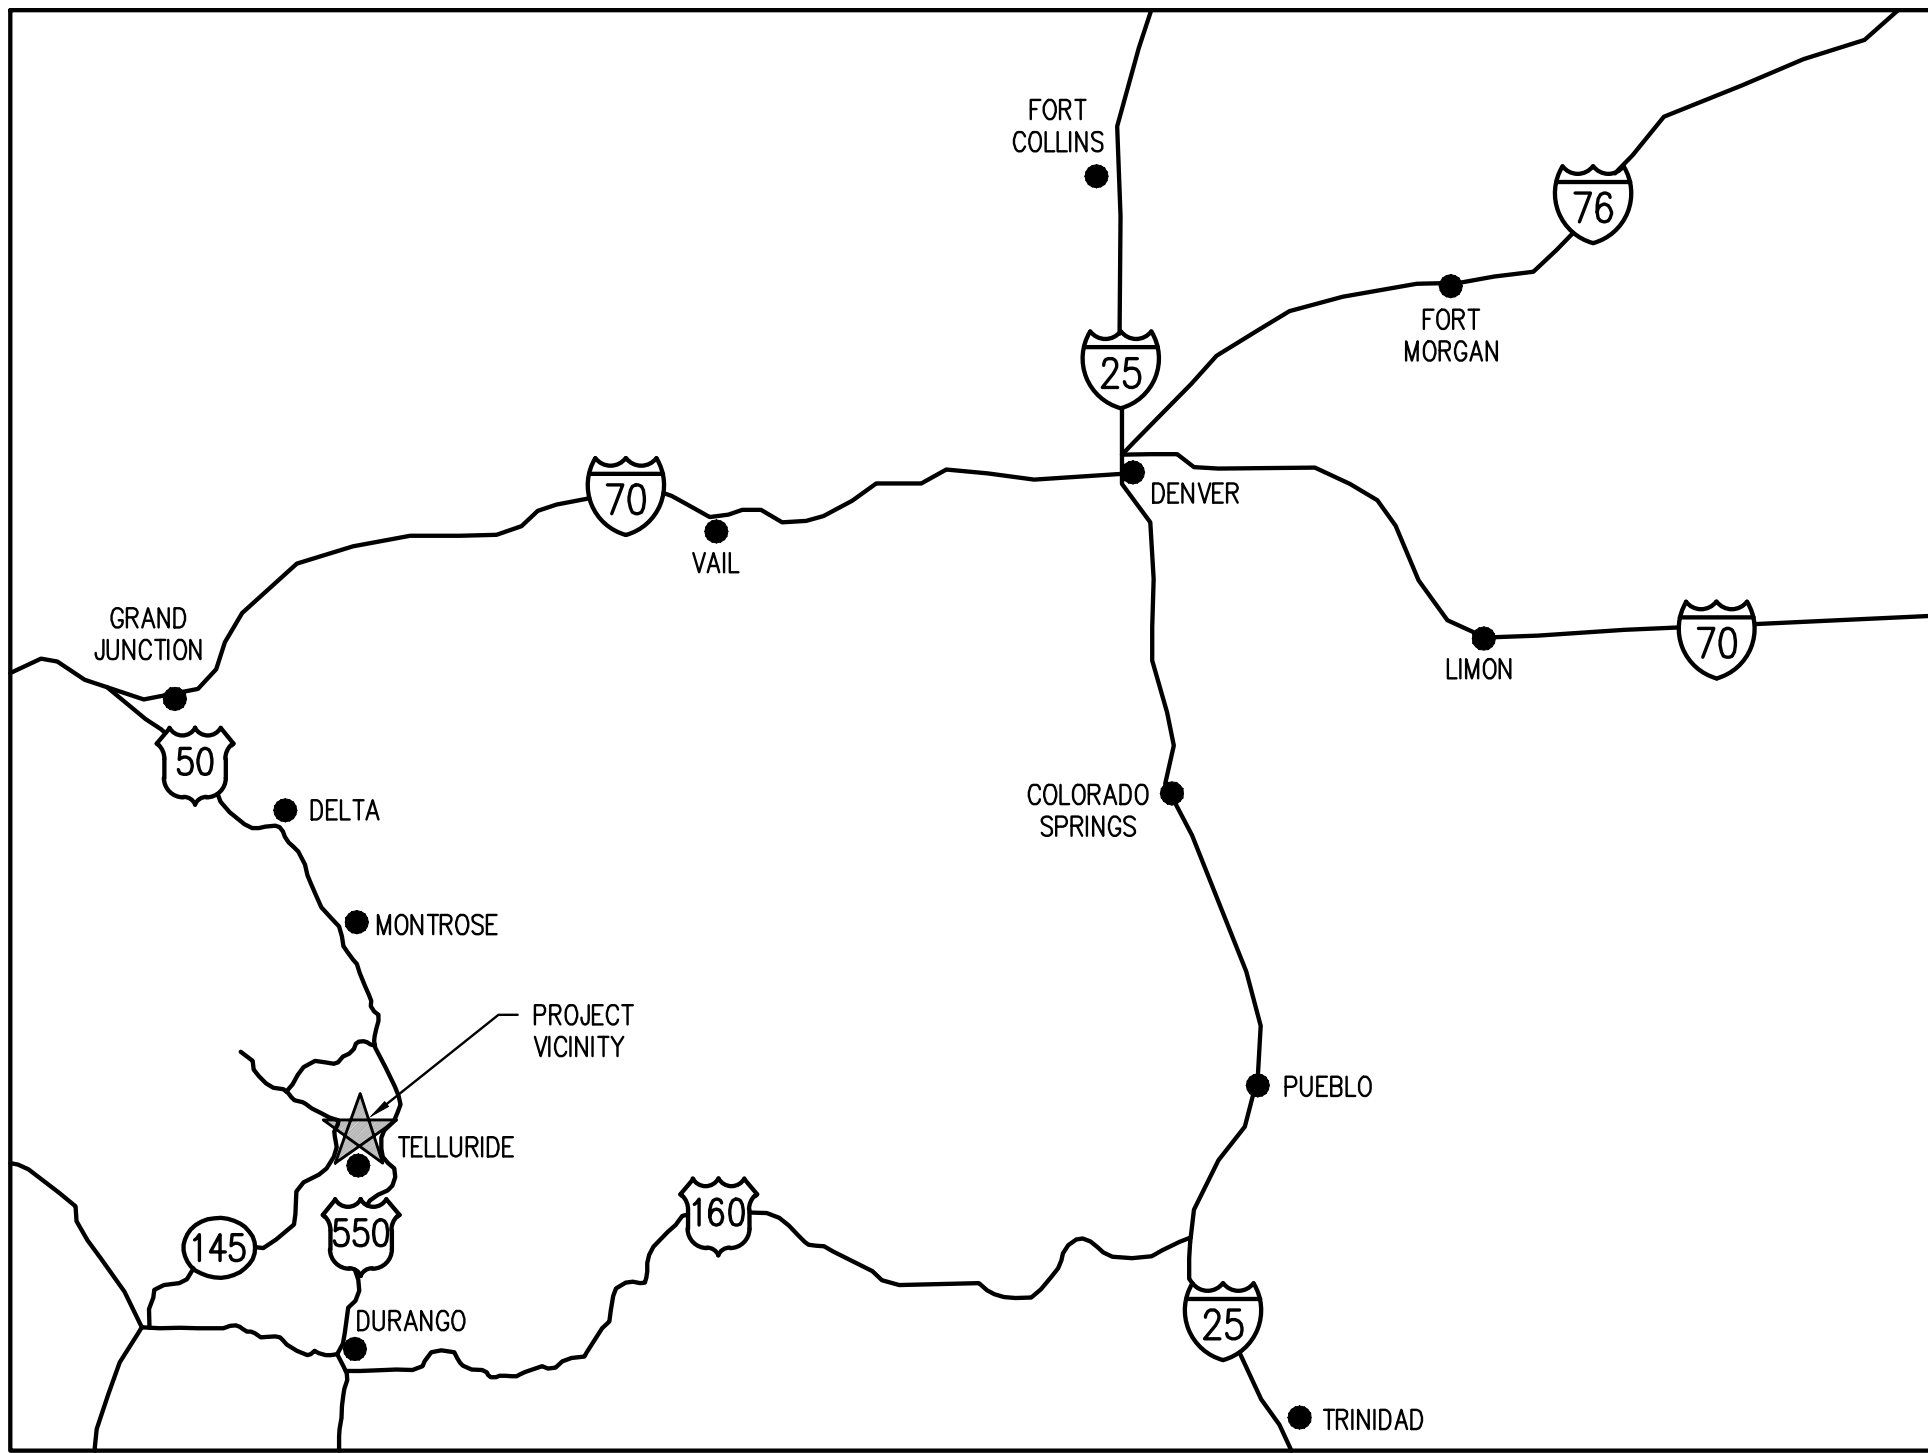 FORT
COLLINS
76
FORT
MORGAN
25
DENVER
70
VAIL
GRAND
JUNCTION
70
LIMON
50
DELTA
COLORADO
SPRINGS
MONTROSE
PROJECT
VICINITY
PUEBLO
TELLURIDE
160
550
145
DURANGO
25
TRINIDAD